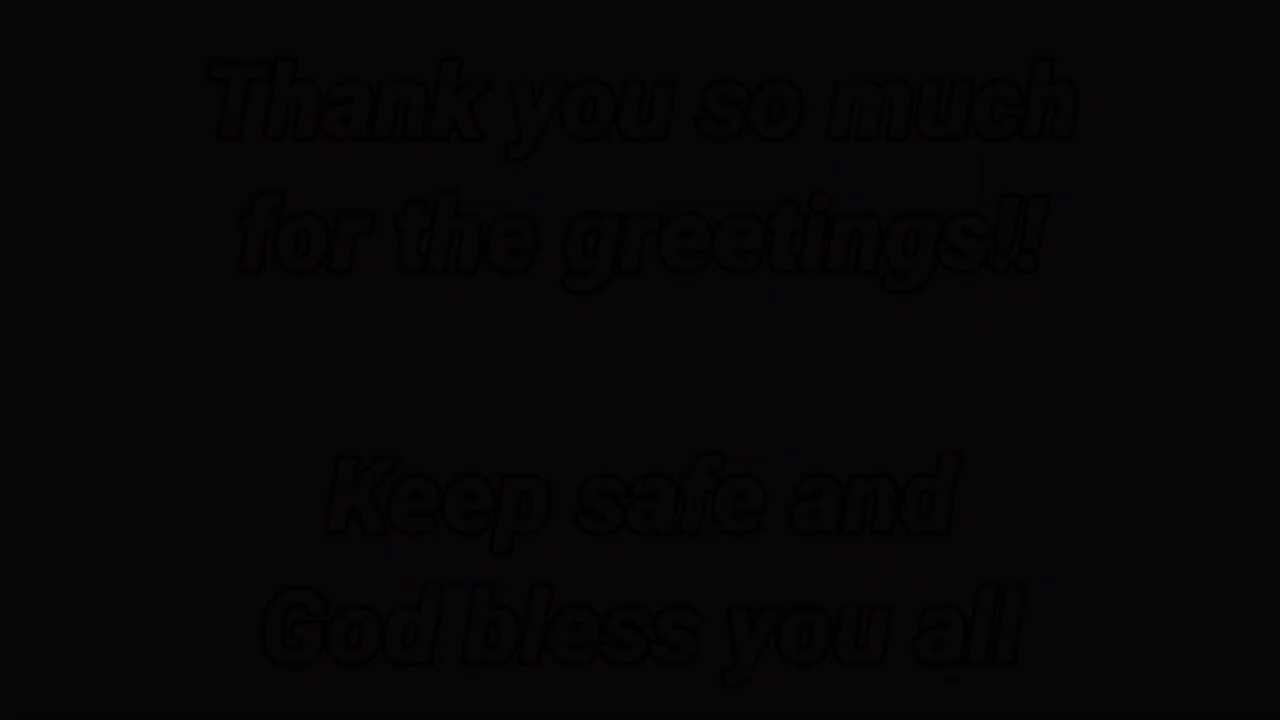 Thank you so much
for the greetings!!
Keep safe and
God bless you all